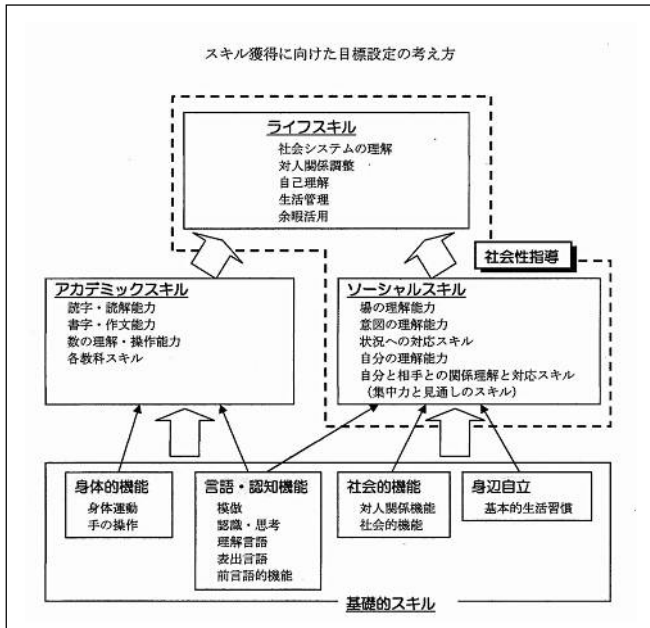 スキル獲得に向けた目標設定の考え方
ライフスキル
社会システムの理解
対人関係調整
自己理解
生活管理
余暇活用
社会性指導
アカデミックスキル
読字・読解能力
書字・作文能力
数の理解・操作能力
各教科スキル
ソーシャルスキル
場の理解能力
意図の理解能力
状況への対応スキル
自分の理解能力
自分と相手との関係理解と対応スキル
(集中力と見通しのスキル)
身体的機能
身体運動
手の操作
言語・認知機能
模倣
認識・思考
理解言語
表出言語
前言語的機能
社会的機能
対人関係機能
社会的機能
身辺自立
基本的生活習慣
基礎的スキル